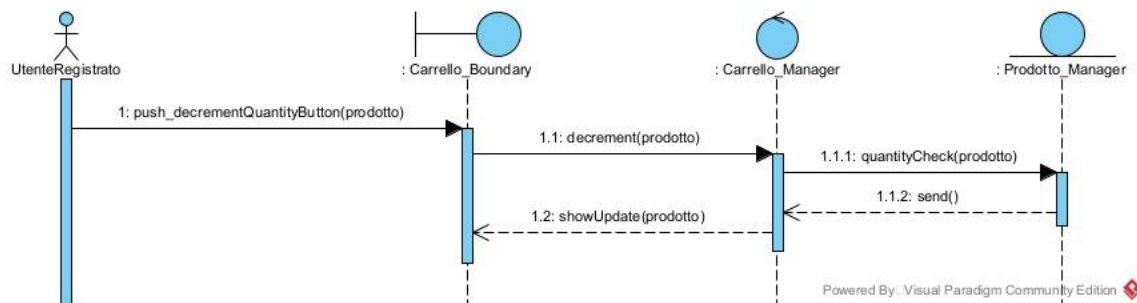 UtenteRegistrato
: Carrello_Boundary
: Carrello_Manager
: Prodotto_Manager
1: push_decrementQuantityButton(prodotto)
1.1: decrement(prodotto)
1.1.1: quantityCheck(prodotto)
1.1.2: send()
1.2: showUpdate(prodotto)
Powered By Visual Paradigm Community Edition